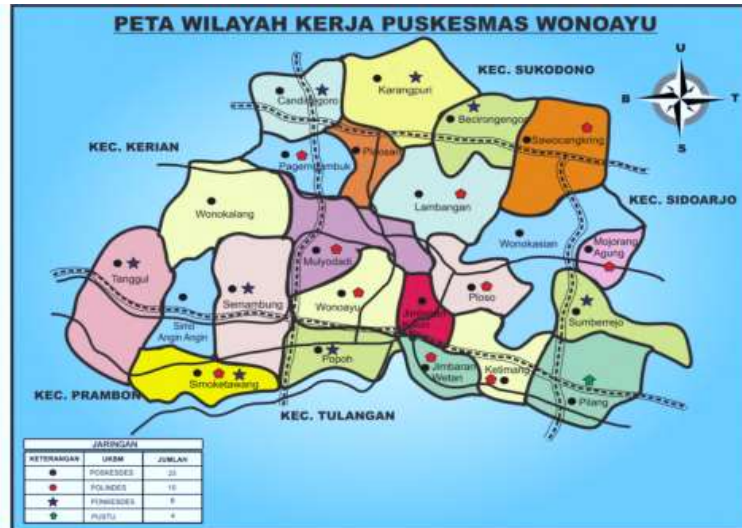 PETA WILAYAH KERJA PUSKESMAS WONOAYU
KEC. SUKODONO
U
B
T
S
Candinegoro
Karangpuri
Becirongengor
Sawocangkring
KEC. KERIAN
Pagerngumbuk
Plaosan
KEC. SIDOARJO
Lambangan
Wonokalang
Wonokasian
Mojorang
Agung
Mulyodadi
Tanggul
Semambung
Wonoayu
Ploso
Simo
Angin Angin
Sumberrejo
Popoh
Jimbaran
Wetan
Ketimang
Simoketawang
Pilang
KEC. PRAMBON
KEC. TULANGAN
JARINGAN
KETERANGAN UKBM JUMLAH
POSKESDES
POLINDES
PONKESDES
PUSTU 4